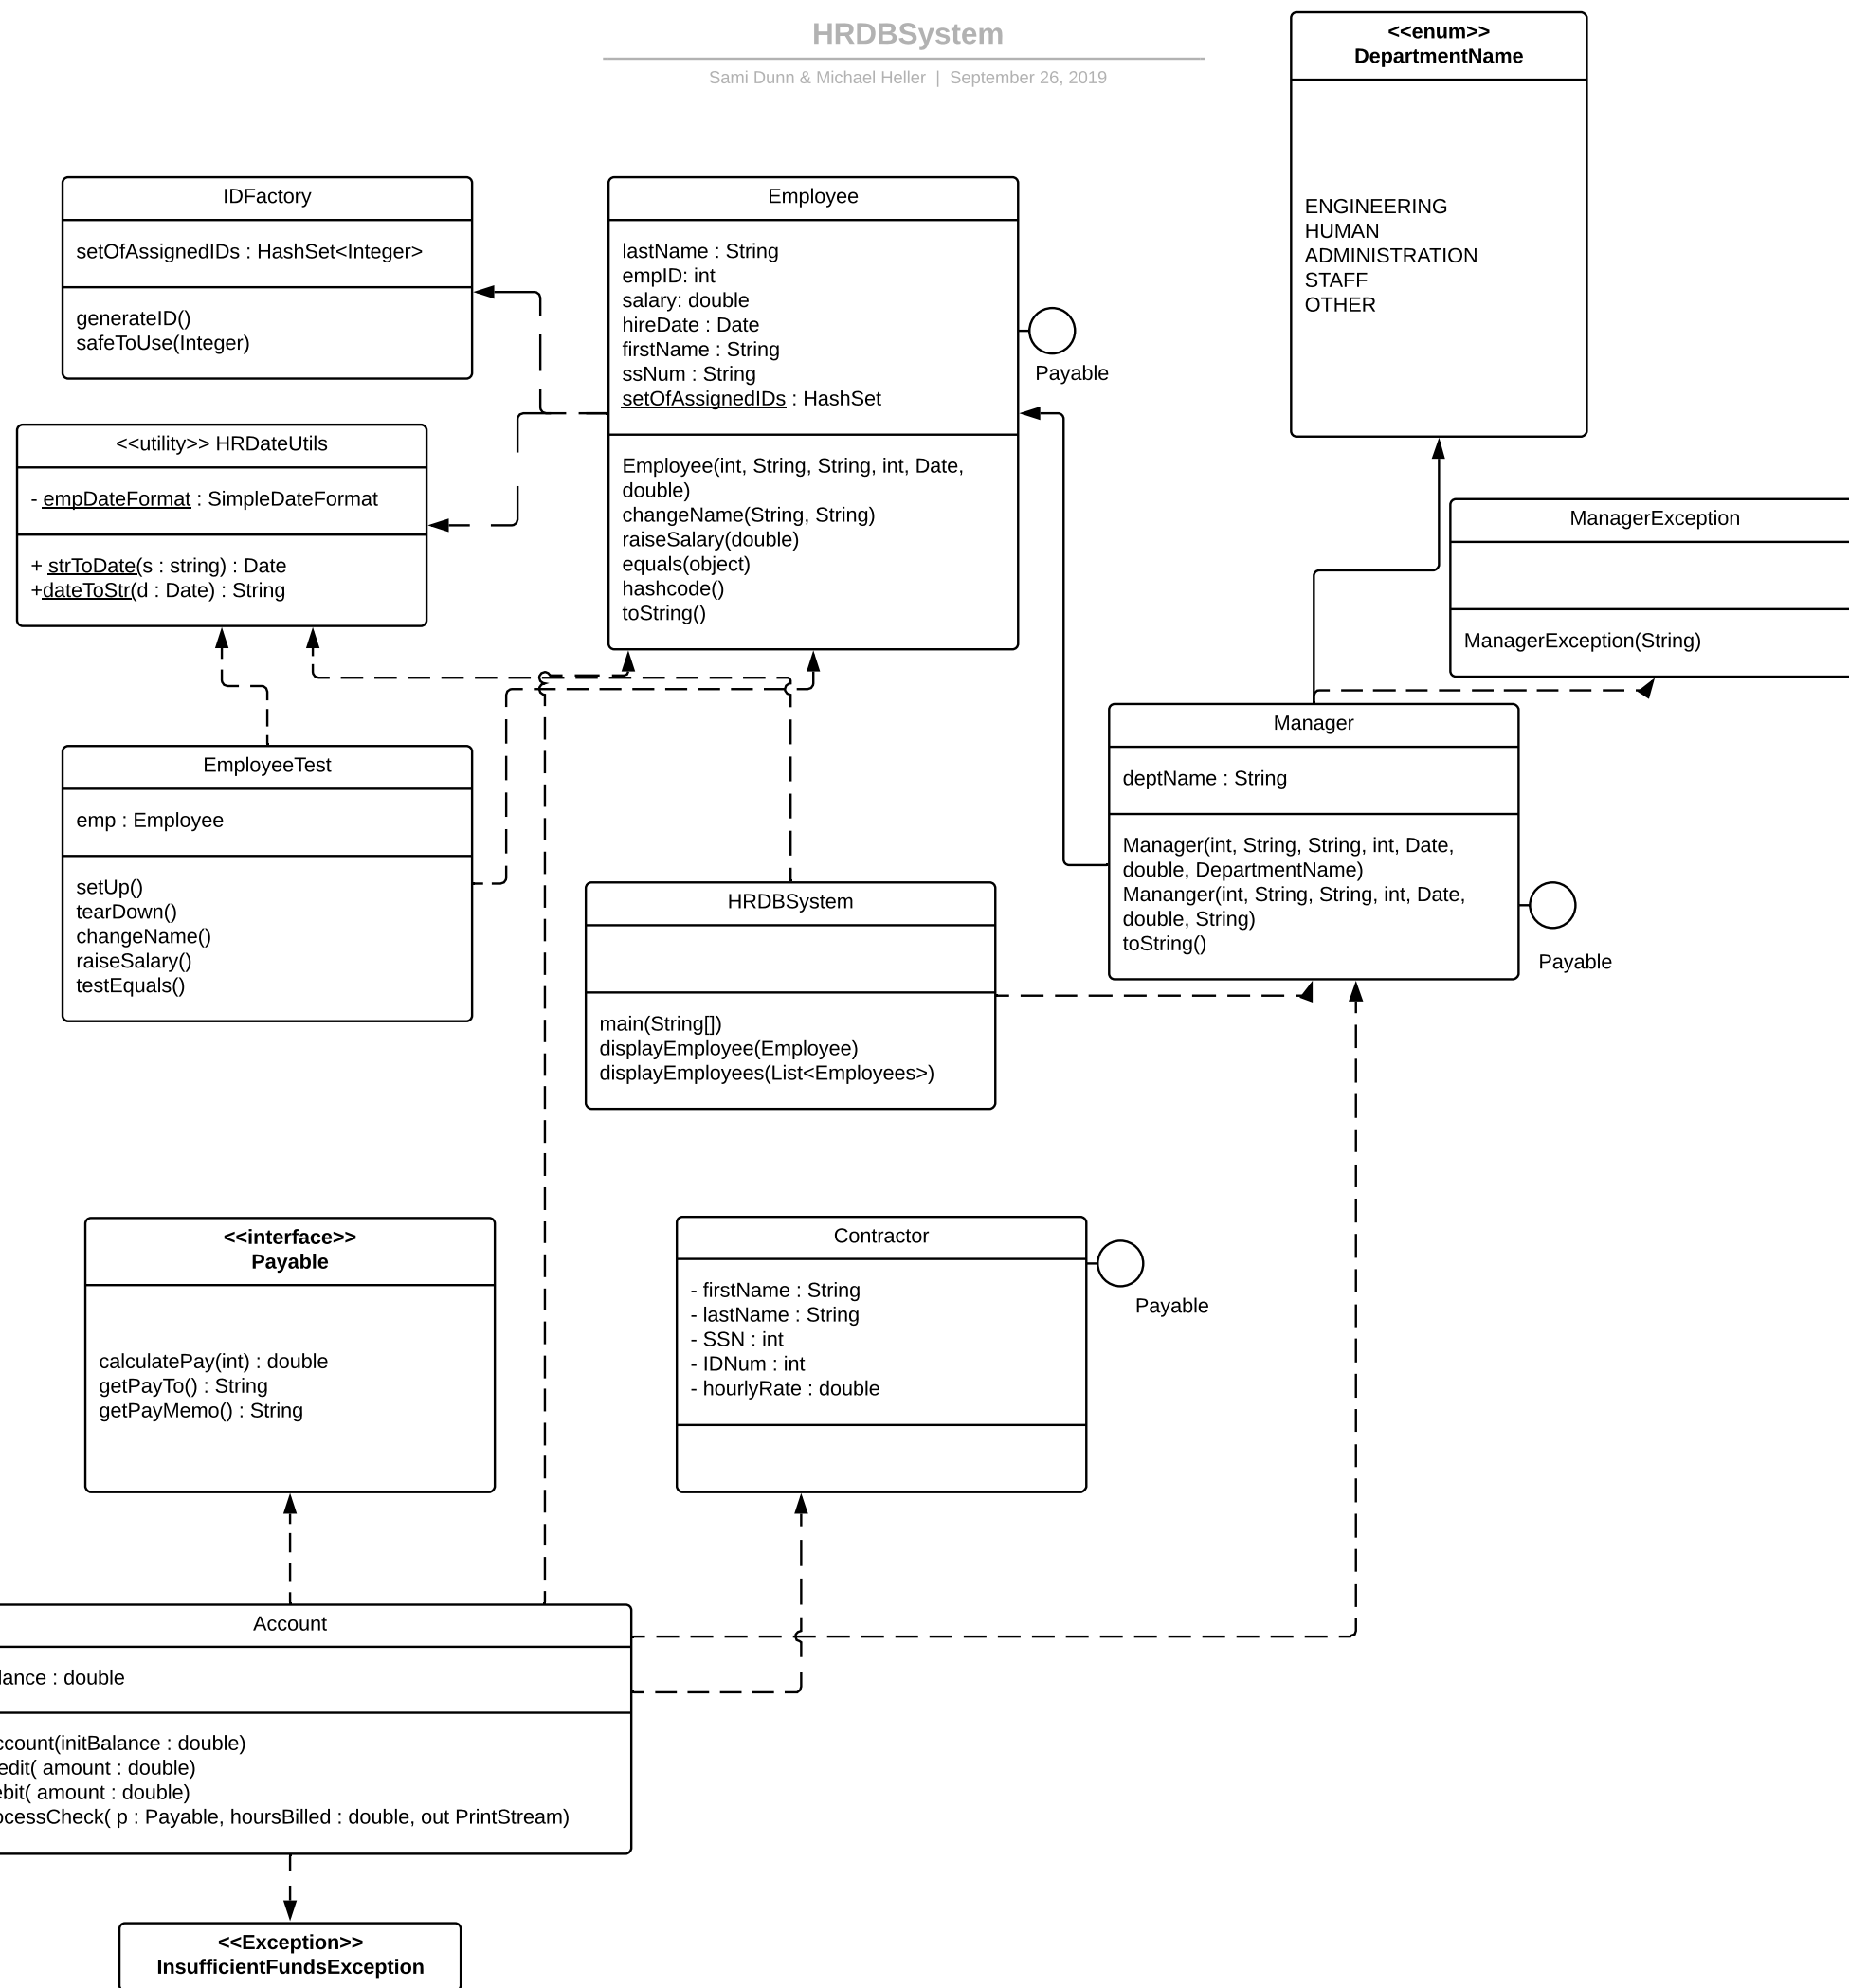 HRDBSystem
Sami Dunn & Michael Heller | September 26, 2019
<<enum>>
DepartmentName
ENGINEERING
HUMAN
ADMINISTRATION
STAFF
OTHER
IDFactory
setOfAssignedIDs : HashSet<Integer>
generateID()
safeToUse(Integer)
Employee
lastName : String
empID: int
salary: double
hireDate : Date
firstName : String
ssNum : String
setOfAssignedIDs : HashSet
Employee(int, String, String, int, Date,
double)
changeName(String, String)
raiseSalary(double)
equals(object)
hashcode()
toString()
Payable
<<utility>> HRDateUtils
- empDateFormat : SimpleDateFormat
+ strToDate(s : string) : Date
+dateToStr(d : Date) : String
ManagerException
ManagerException(String)
Manager
deptName : String
Manager(int, String, String, int, Date,
double, DepartmentName)
Mananger(int, String, String, int, Date,
double, String)
toString()
Payable
EmployeeTest
emp : Employee
setUp()
tearDown()
changeName()
raiseSalary()
testEquals()
HRDBSystem
main(String[])
displayEmployee(Employee)
displayEmployees(List<Employees>)
<<interface>>
Payable
calculatePay(int) : double
getPayTo() : String
getPayMemo() : String
Contractor
- firstName : String
- lastName : String
- SSN : int
- IDNum : int
- hourlyRate : double
Payable
Account
lance : double
ccount(initBalance : double)
edit( amount : double)
ebit( amount : double)
ocessCheck( p : Payable, hoursBilled : double, out PrintStream)
<<Exception>>
InsufficientFundsException